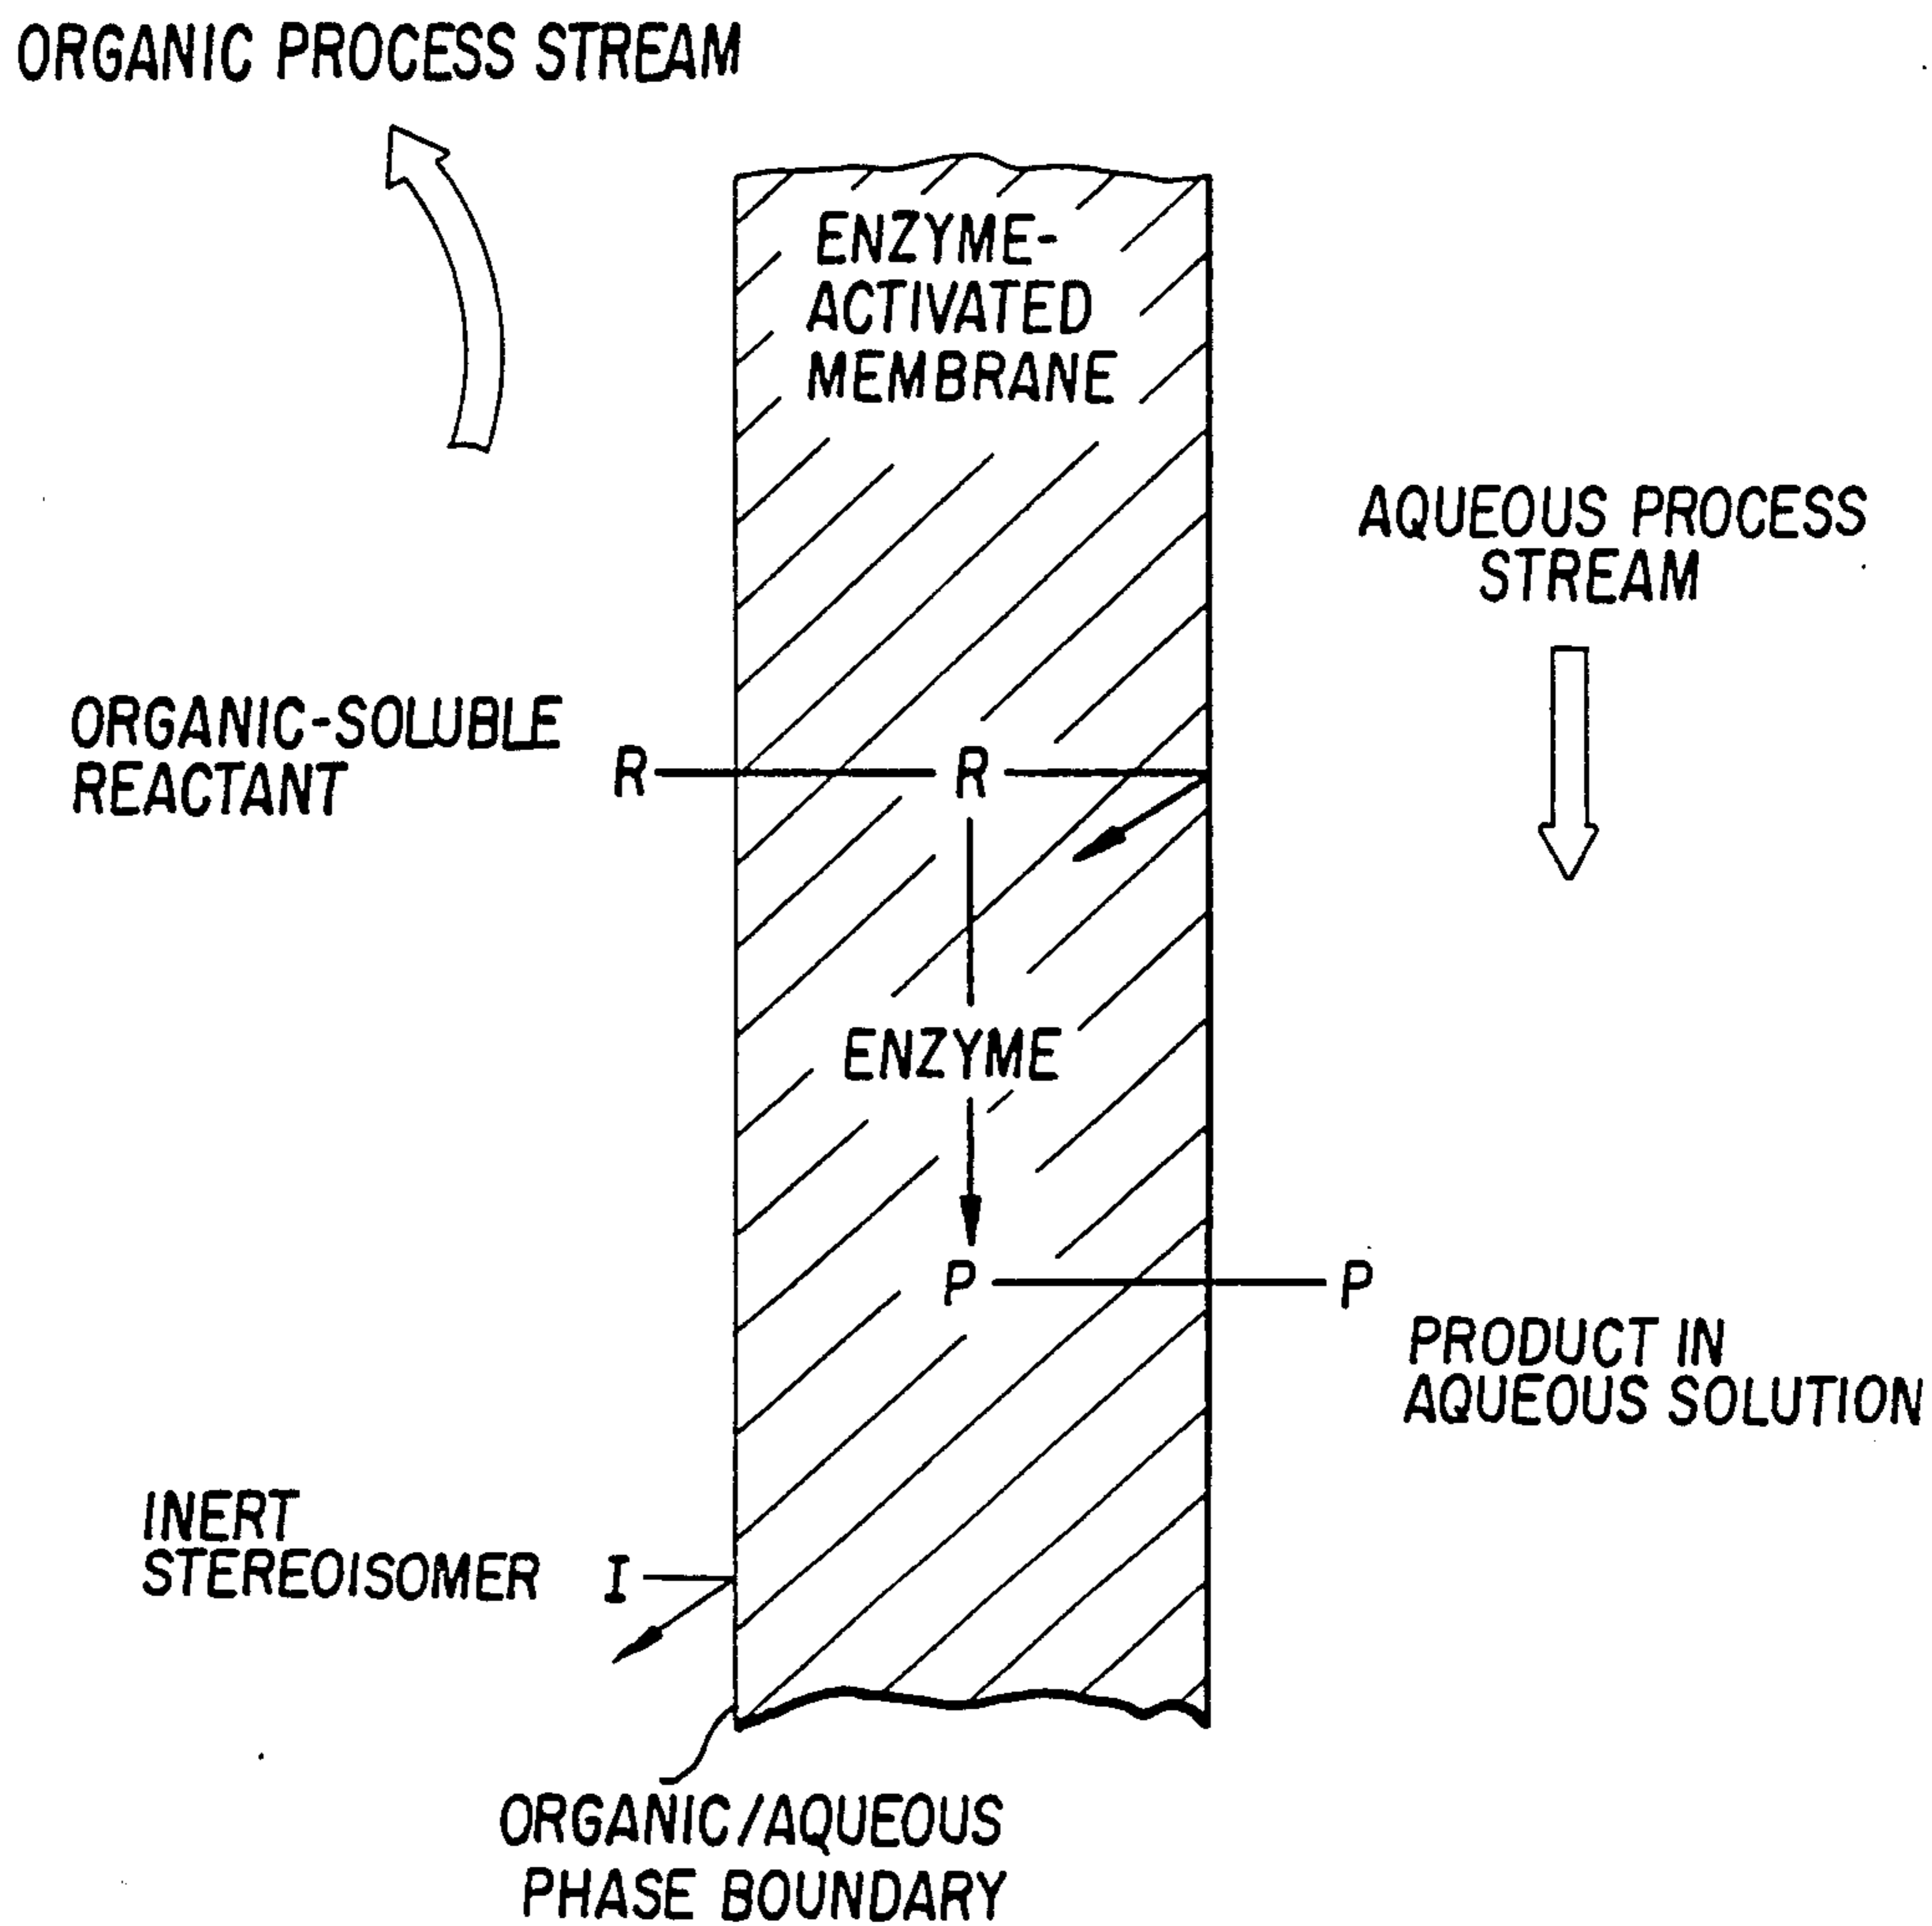 ORGANIC PROCESS STREAM
ENZYME-
ACTIVATED
MEMBRANE
AQUEOUS PROCESS
STREAM
ORGANIC-SOLUBLE
REACTANT
R
R
ENZYME
P
P
PRODUCT IN
AQUEOUS SOLUTION
INERT
STEREOISOMER
I
ORGANIC/AQUEOUS
PHASE BOUNDARY